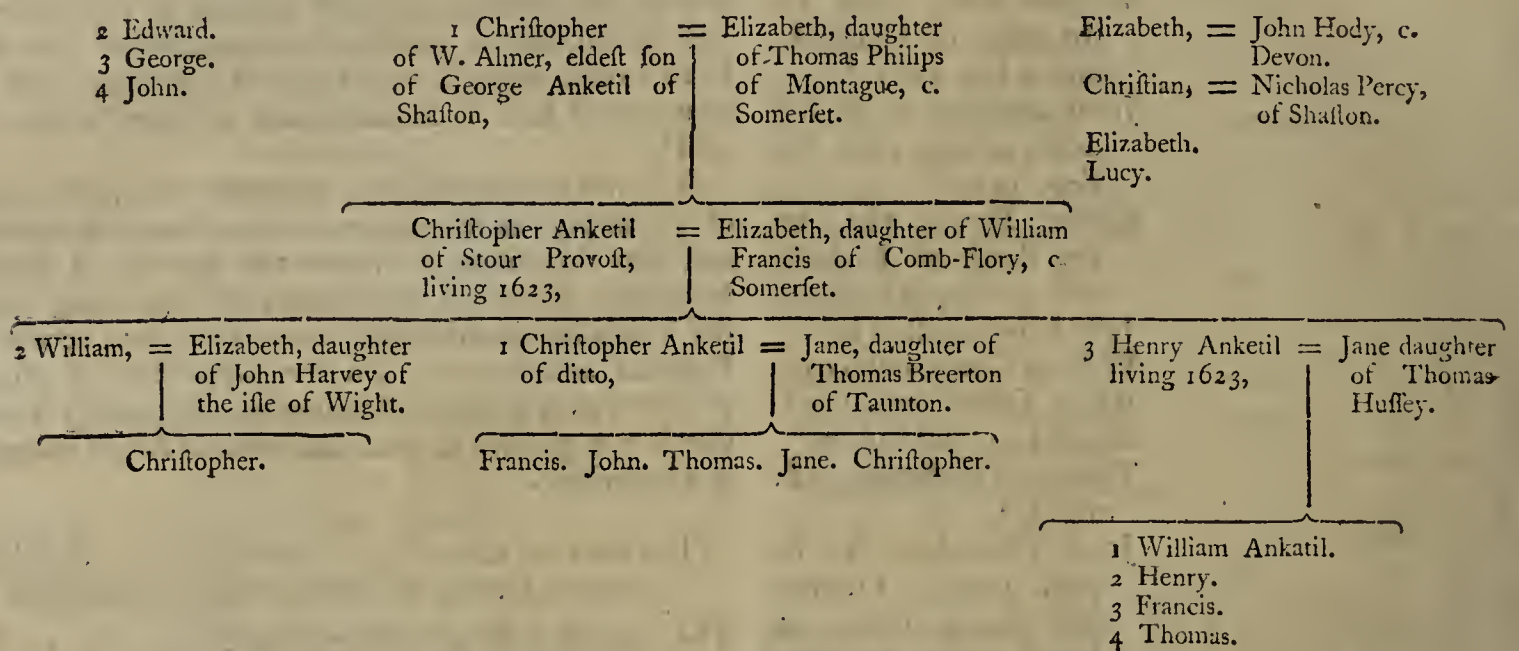 2 Edward.
3 George.
4 John.
1 Chriſtopher
of W. Almer, eldeſt ſon
of George Anketil of
Shaſton,
= Elizabeth, daughter
of Thomas Philips
of Montague, c.
Somerſet.
Elizabeth, = John Hody, c.
Devon.
Chriſtian, = Nicholas Percy,
of Shaſton.
Elizabeth.
Lucy.
Chriſtopher Anketil
of Stour Provoſt,
living 1623,
= Elizabeth, daughter of William
Francis of Comb-Flory, c.
Somerſet.
2 William, = Elizabeth, daughter
of John Harvey of
the iſle of Wight.
1 Chriſtopher Anketil = Jane, daughter of
of ditto,
Thomas Breerton
of Taunton.
3 Henry Anketil = Jane daughter
living 1623,
of Thomas
Huſſey.
Chriſtopher.
Francis. John. Thomas. Jane. Chriſtopher.
1 William Ankatil.
2 Henry.
3 Francis.
4 Thomas.